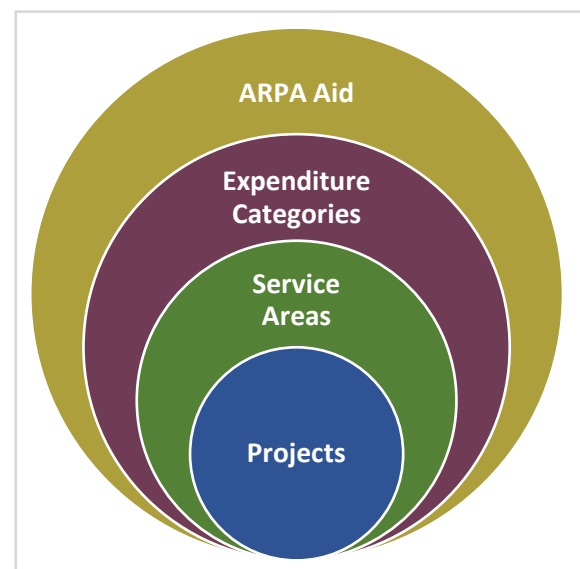 ARPA Aid
Expenditure
Categories
Service
Areas
Projects